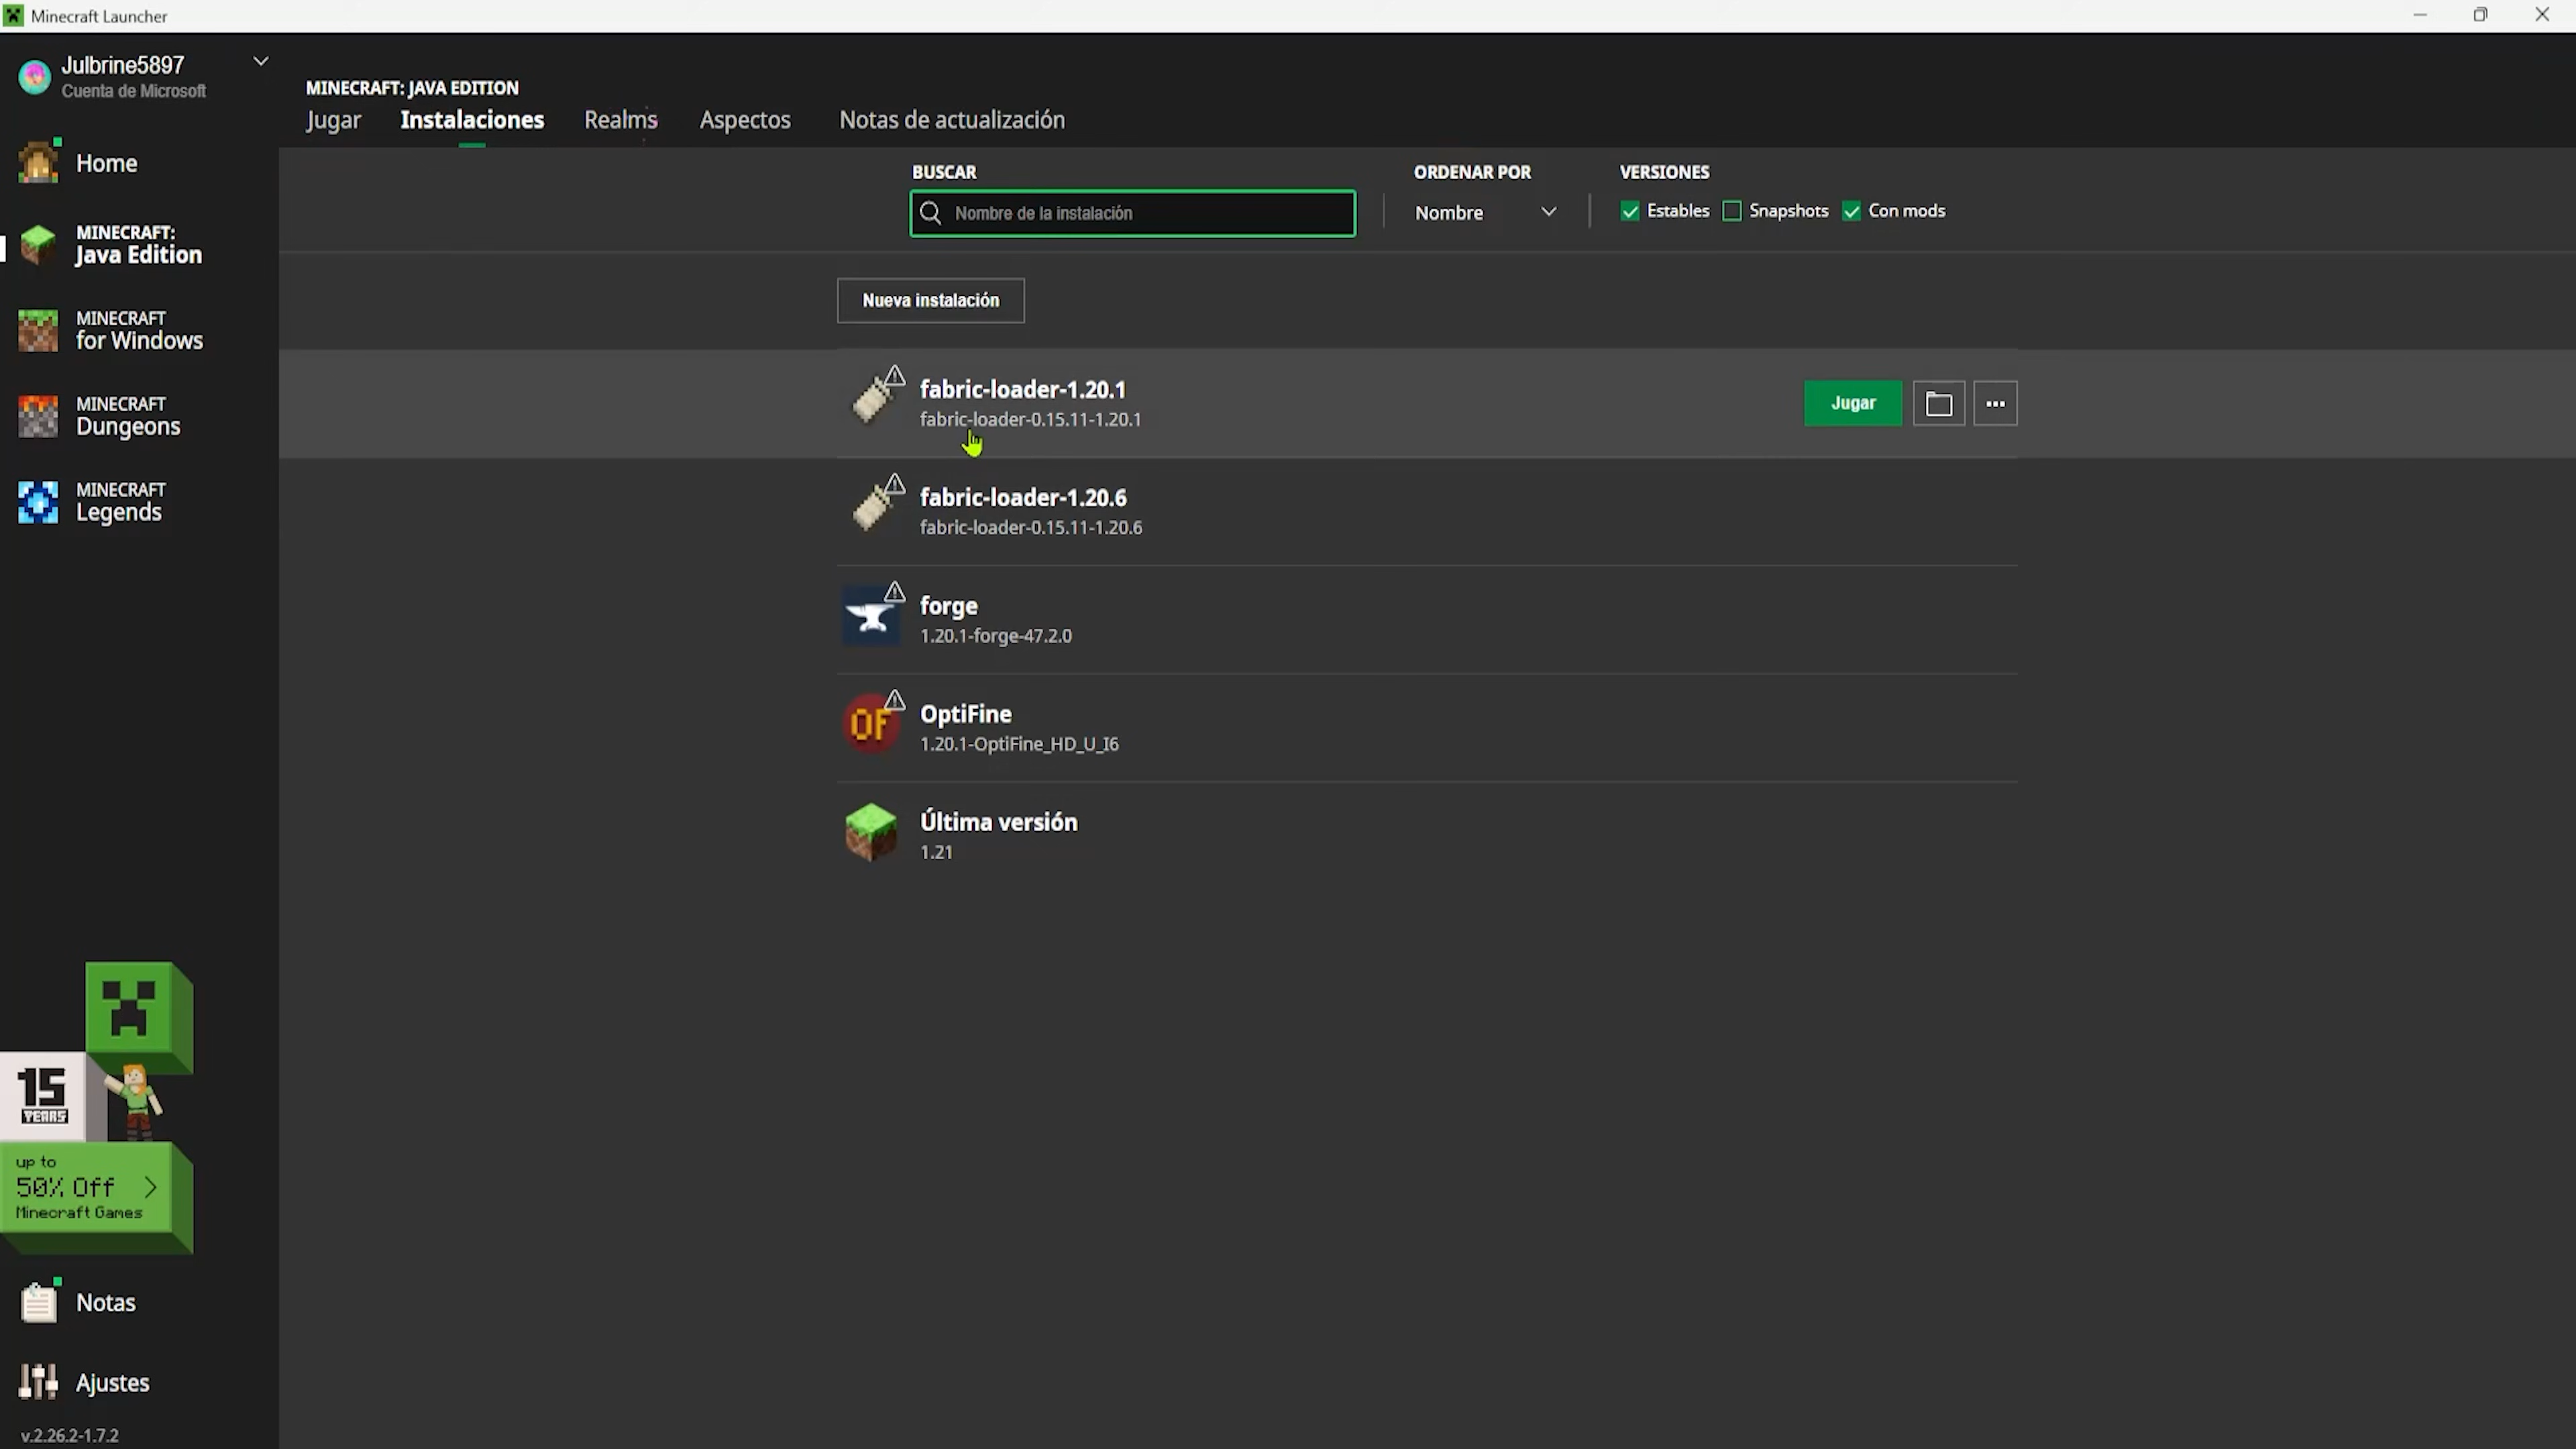 Minecraft Launcher
Julbrine5897
Cuenta de Microsoft
Home
MINECRAFT:
Java Edition
MINECRAFT
for Windows
MINECRAFT
Dungeons
MINECRAFT
Legends
15
YEARS
up to
50% Off
Minecraft Games
Notas
Ajustes
v.2.26.2-1.7.2
MINECRAFT: JAVA EDITION
Jugar Instalaciones Realms Aspectos Notas de actualización
BUSCAR
Nombre de la instalación
ORDENAR POR
Nombre
VERSIONES
Estables Snapshots Con mods
Nueva instalación
fabric-loader-1.20.1
fabric-loader-0.15.11-1.20.1
Jugar
fabric-loader-1.20.6
fabric-loader-0.15.11-1.20.6
forge
1.20.1-forge-47.2.0
OF
OptiFine
1.20.1-OptiFine_HD_U_I6
Última versión
1.21